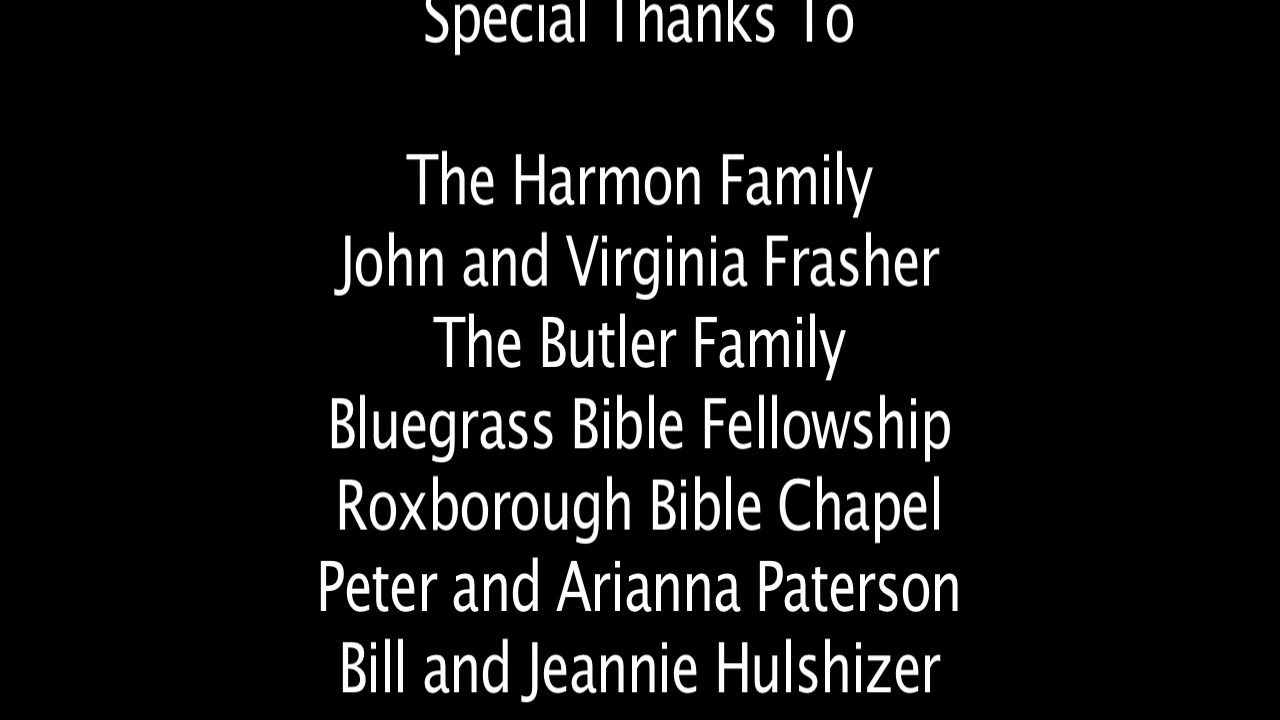 Special Thanks To
The Harmon Family
John and Virginia Frasher
The Butler Family
Bluegrass Bible Fellowship
Roxborough Bible Chapel
Peter and Arianna Paterson
Bill and Jeannie Hulshizer